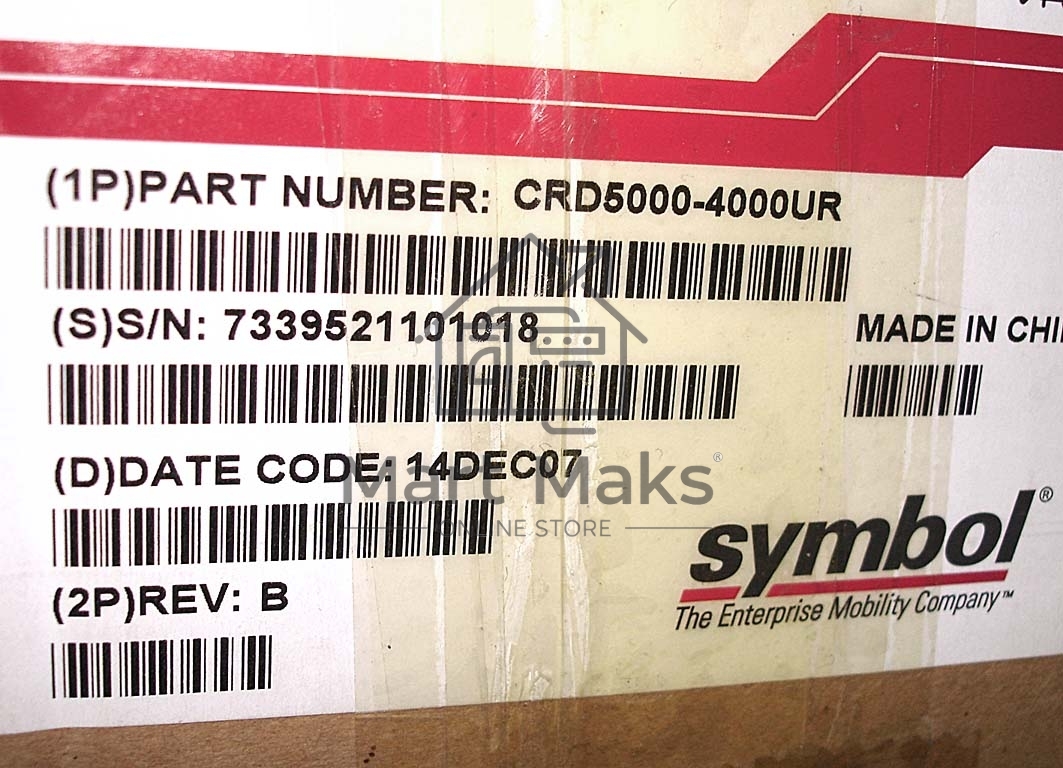 (1P)PART NUMBER: CRD5000-4000UR
(S)S/N: 7339521101018
MADE IN CHI
(D)DATE CODE: 14DEC07
Mart Maks®
ONLINE STORE
symbol®
The Enterprise Mobility Company™
(2P)REV: B